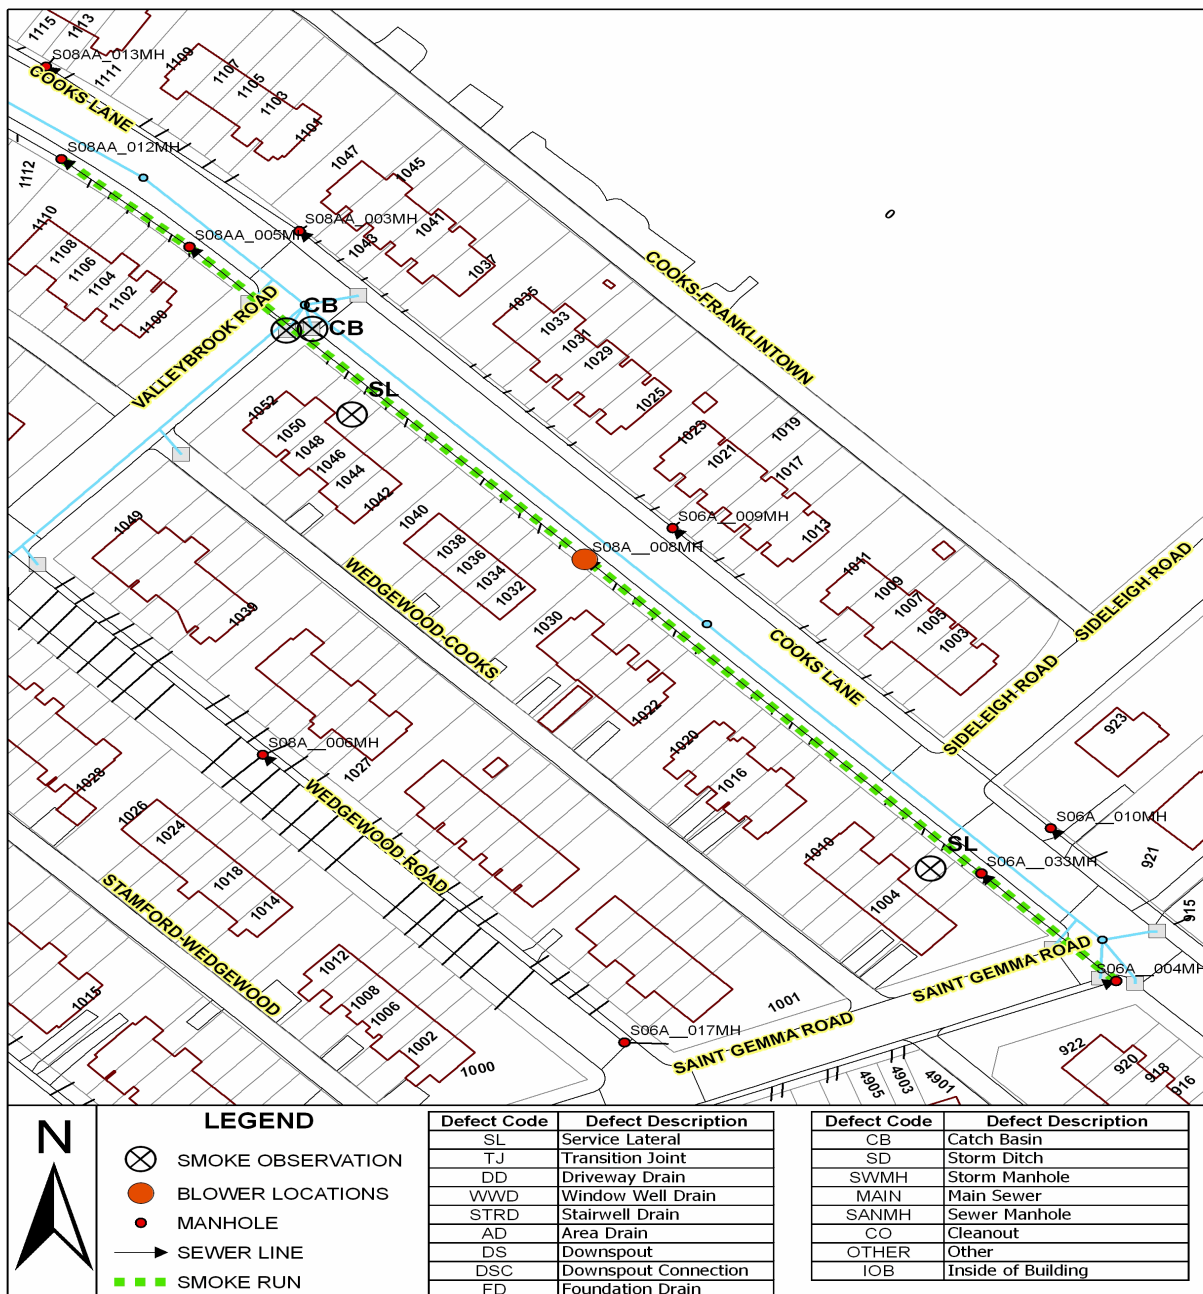 1115
1113
S08AA_013MH
1111
COOKS LANE
1109
1107
1105
1103
1101
S08AA_012MH
1112
1110
1108
1106
1104
1102
1100
S08AA_005MH
1047
1045
S08AA_003MH
1043
1041
1037
0
COOKS-FRANKLINTOWN
VALLEYBROOK ROAD
CB
CB
SL
1035
1033
1031
1029
1025
1052
1050
1048
1046
1044
1042
1023
1021
1019
1017
1013
1040
1038
1036
1034
1032
S06A__009MH
S08A__008MH
1049
1039
WEDGEWOOD-COOKS
1011
1009
1007
1005
1003
SIDELEIGH ROAD
SIDELEIGH ROAD
COOKS LANE
1030
1022
1020
1016
923
S08A__006MH
1027
1028
WEDGEWOOD ROAD
1026
1024
1018
1014
STAMFORD-WEDGEWOOD
1010
1004
SL
S06A__033MH
S06A__010MH
921
915
SAINT GEMMA ROAD
S06A__004MH
1015
1012
1008
1006
1002
1000
1001
S06A__017MH
SAINT GEMMA ROAD
4905
4903
4901
922
920
918
916
N
LEGEND
SMOKE OBSERVATION
BLOWER LOCATIONS
MANHOLE
SEWER LINE
SMOKE RUN
Defect Code Defect Description
SL Service Lateral
TJ Transition Joint
DD Driveway Drain
WWD Window Well Drain
STRD Stairwell Drain
AD Area Drain
DS Downspout
DSC Downspout Connection
FD Foundation Drain
Defect Code Defect Description
CB Catch Basin
SD Storm Ditch
SWMH Storm Manhole
MAIN Main Sewer
SANMH Sewer Manhole
CO Cleanout
OTHER Other
IOB Inside of Building